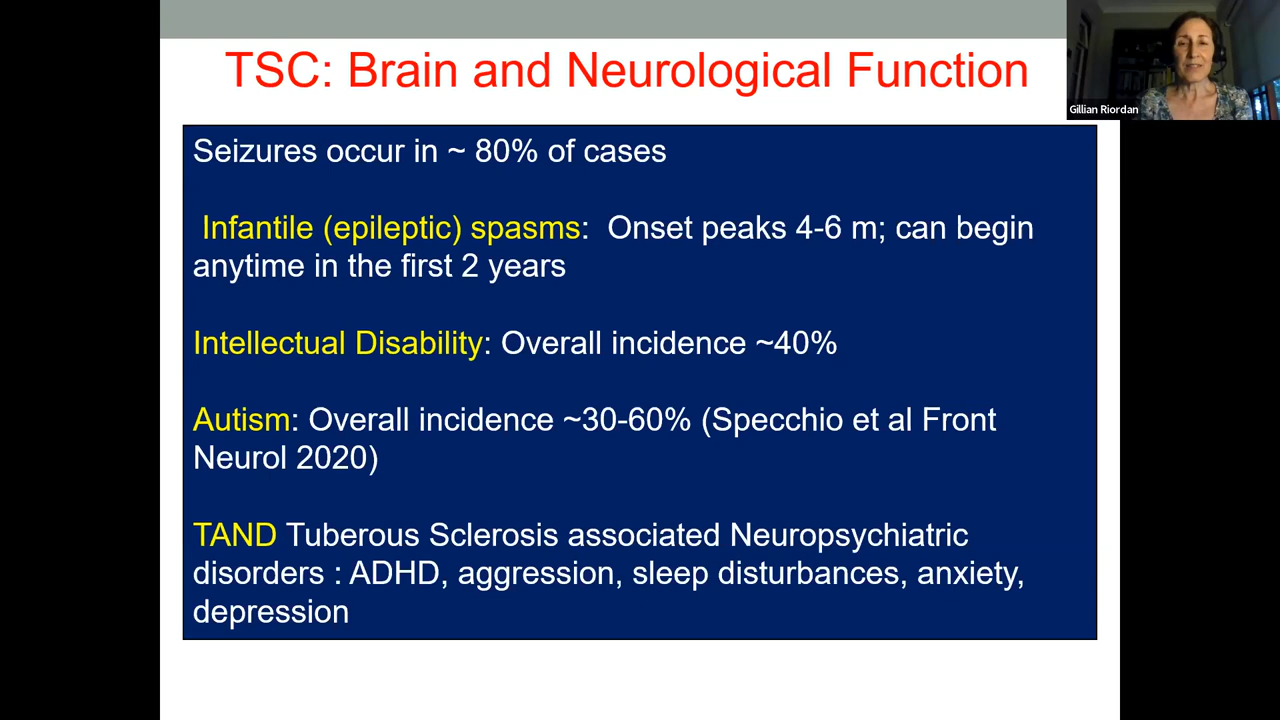 TSC: Brain and Neurological Function
Gillian Riordan
Seizures occur in ~ 80% of cases
Infantile (epileptic) spasms:  Onset peaks 4-6 m; can begin
anytime in the first 2 years
Intellectual Disability: Overall incidence ~40%
Autism: Overall incidence ~30-60% (Specchio et al Front
Neurol 2020)
TAND Tuberous Sclerosis associated Neuropsychiatric
disorders : ADHD, aggression, sleep disturbances, anxiety,
depression